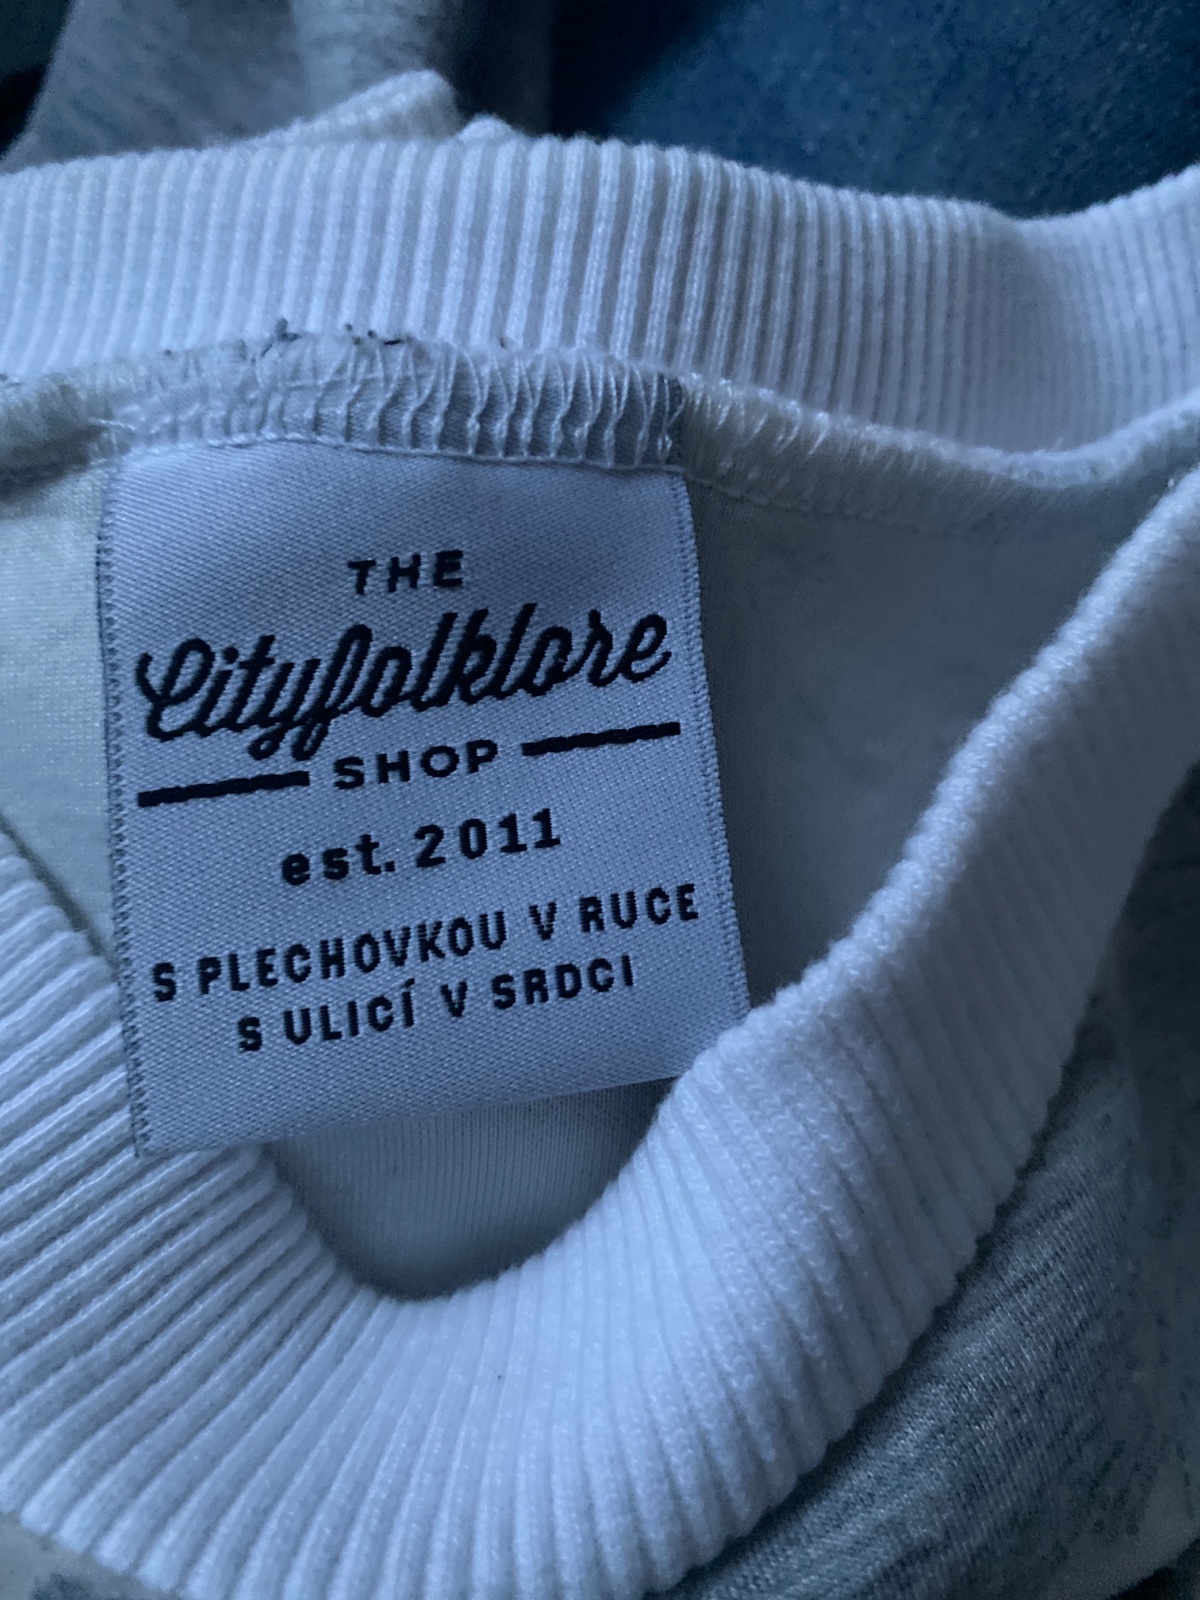 THE
Cityfolklore
SHOP
est. 2011
S PLECHOVKOU V RUCE
S ULICÍ V SRDCI